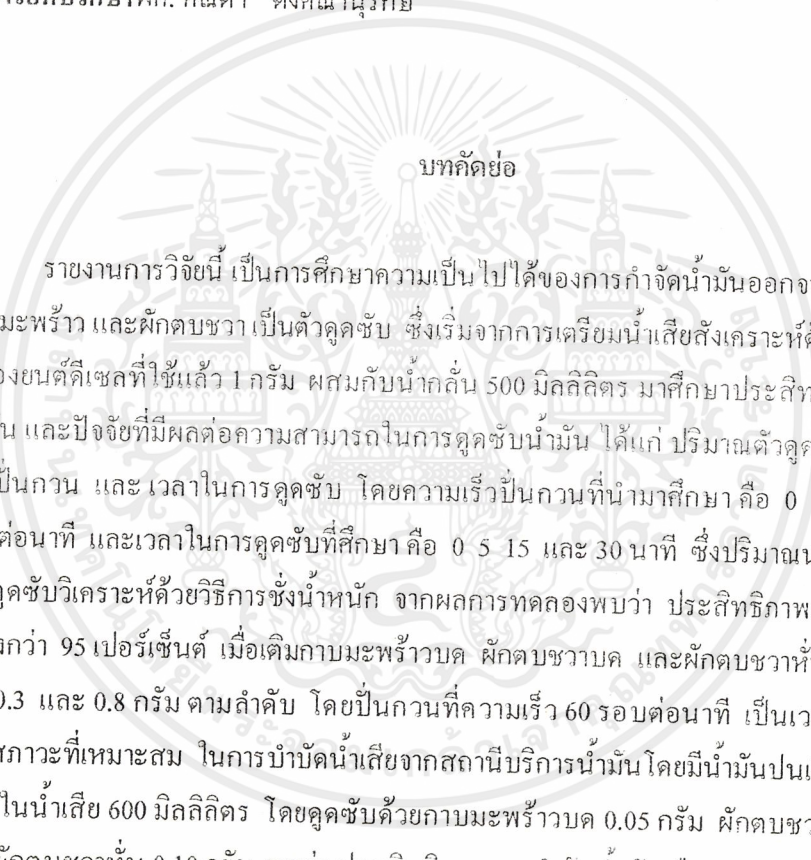 บทคัดย่อ
รายงานการวิจัยนี้ เป็นการศึกษาความเป็นไปได้ของการกำจัดน้ำมันออกจ
มะพร้าว และผักตบชวา เป็นตัวดูดซับ ซึ่งเริ่มจากการเตรียมน้ำเสียสังเคราะห์ด
องยนต์ดีเซลที่ใช้แล้ว 1 กรัม ผสมกับน้ำกลั่น 500 มิลลิลิตร มาศึกษาประสิท
น และปัจจัยที่มีผลต่อความสามารถในการดูดซับน้ำมัน ได้แก่ ปริมาณตัวดูด
ปั่นกวน และ เวลาในการดูดซับ โดยความเร็วปั่นกวนที่นำมาศึกษา คือ 0
ต่อนาที และเวลาในการดูดซับที่ศึกษา คือ 0 5 15 และ 30 นาที ซึ่งปริมาณน
ดูดซับวิเคราะห์ด้วยวิธีการชั่งน้ำหนัก จากผลการทดลองพบว่า ประสิทธิภาพ
งกว่า 95 เปอร์เซ็นต์ เมื่อเติมกาบมะพร้าวบด ผักตบชวาบด และผักตบชวาหั่
0.3 และ 0.8 กรัม ตามลำดับ โดยปั่นกวนที่ความเร็ว 60 รอบต่อนาที เป็นเว
สภาวะที่เหมาะสม ในการบำบัดน้ำเสียจากสถานีบริการน้ำมันโดยมีน้ำมันปนเ
ในน้ำเสีย 600 มิลลิลิตร โดยดูดซับด้วยกาบมะพร้าวบด 0.05 กรัม ผักตบชว